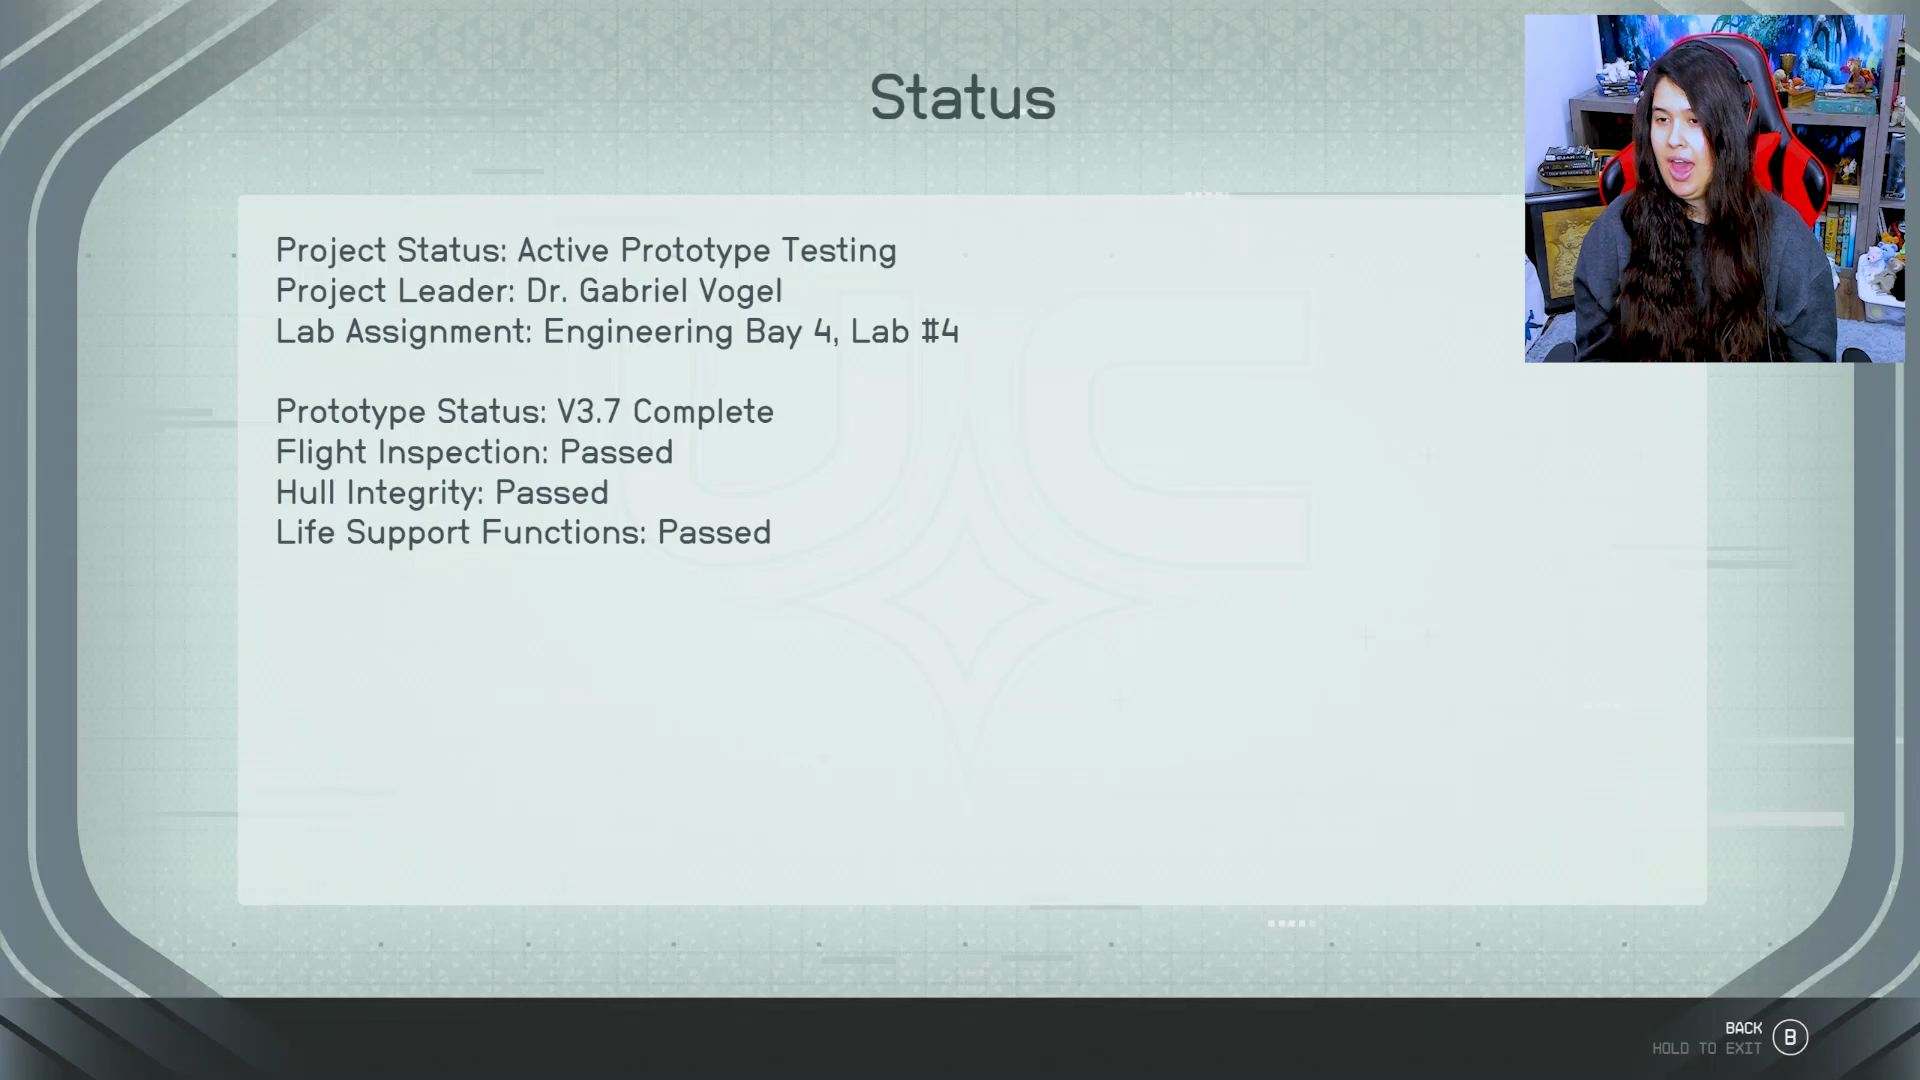 Status
Project Status: Active Prototype Testing
Project Leader: Dr. Gabriel Vogel
Lab Assignment: Engineering Bay 4, Lab #4
Prototype Status: V3.7 Complete
Flight Inspection: Passed
Hull Integrity: Passed
Life Support Functions: Passed
UC
BACK
HOLD TO EXIT
B